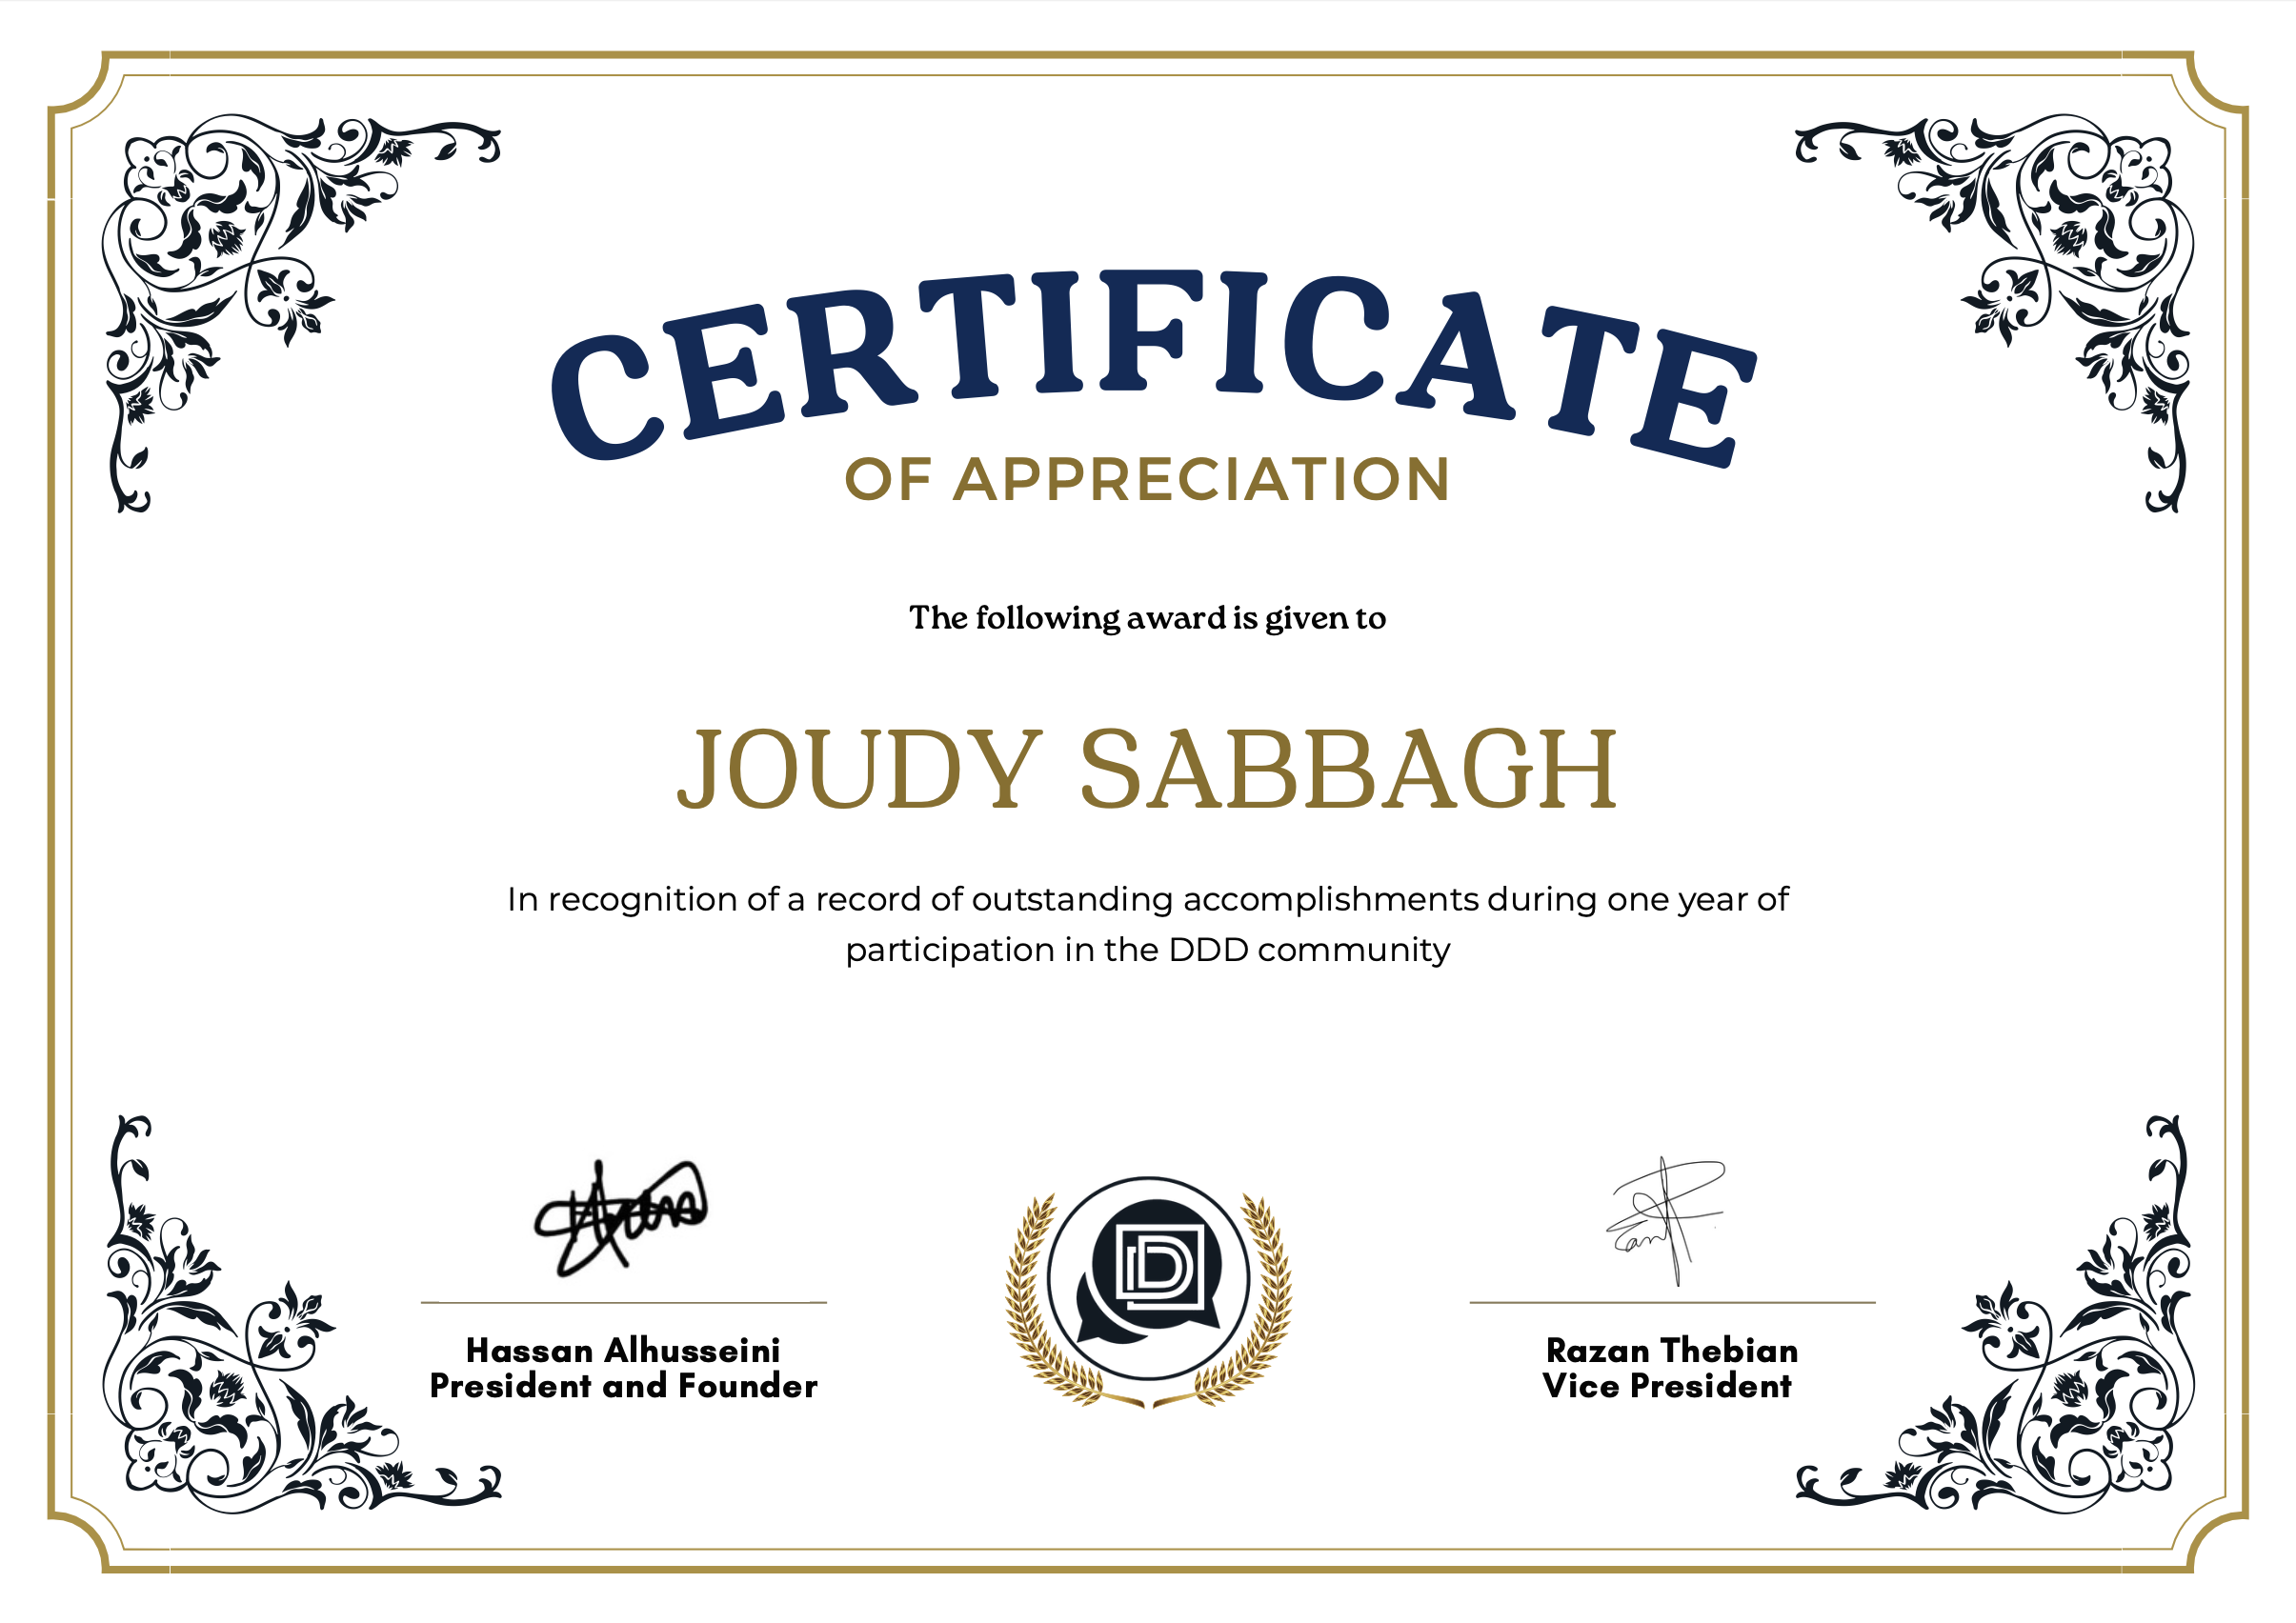 CERTIFICATE
OF APPRECIATION
The following award is given to
JOUDY SABBAGH
In recognition of a record of outstanding accomplishments during one year of
participation in the DDD community
D
Hassan Alhusseini
President and Founder
Razan Thebian
Vice President